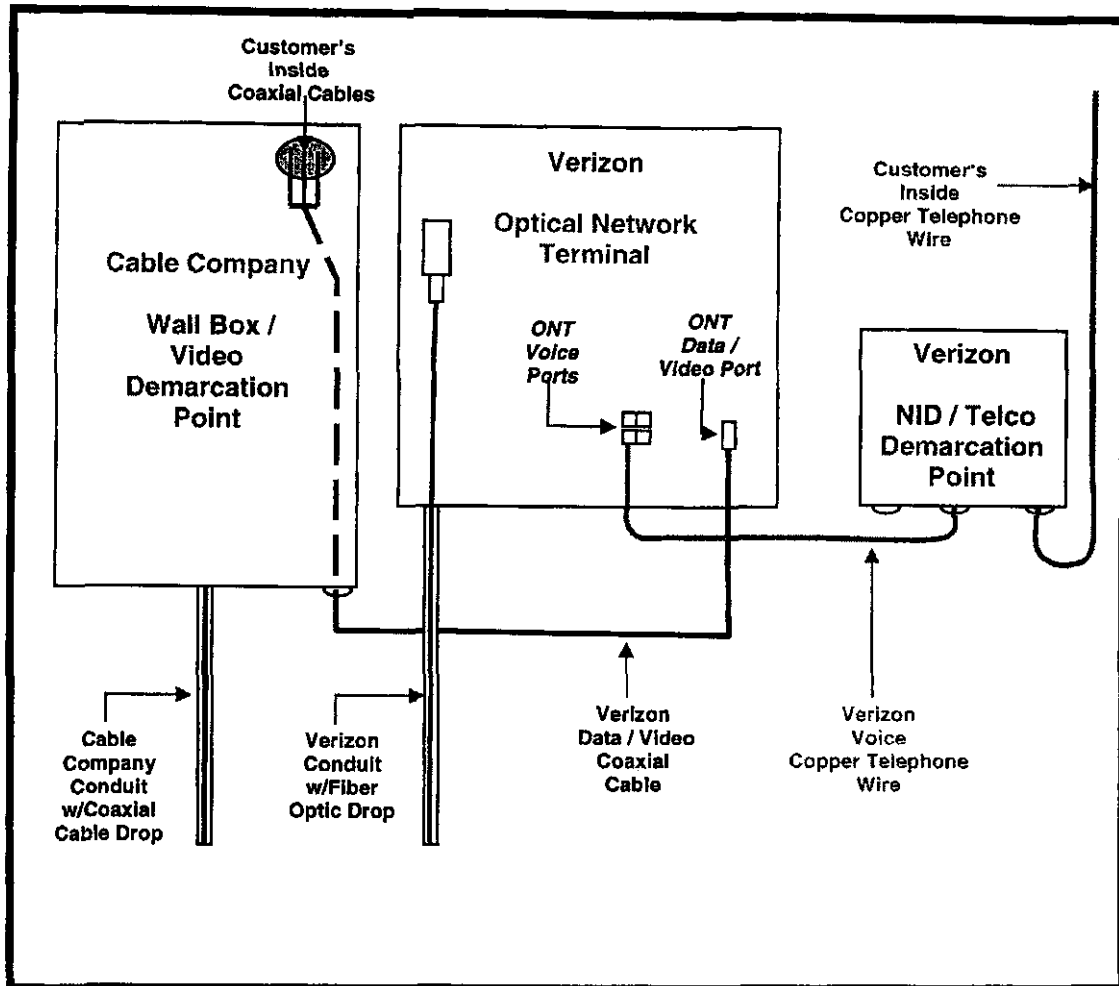 Customer's
Inside
Coaxial Cables
Cable Company
Wall Box /
Video
Demarcation
Point
Verizon
Optical Network
Terminal
ONT
Voice
Ports
ONT
Data /
Video Port
Customer's
Inside
Copper Telephone
Wire
Verizon
NID / Telco
Demarcation
Point
Cable
Company
Conduit
w/Coaxial
Cable Drop
Verizon
Conduit
w/Fiber
Optic Drop
Verizon
Data / Video
Coaxial
Cable
Verizon
Voice
Copper Telephone
Wire